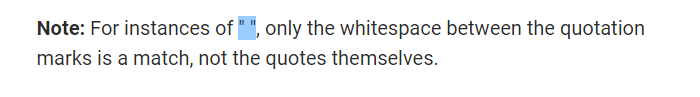 Note: For instances of " ", only the whitespace between the quotation
marks is a match, not the quotes themselves.